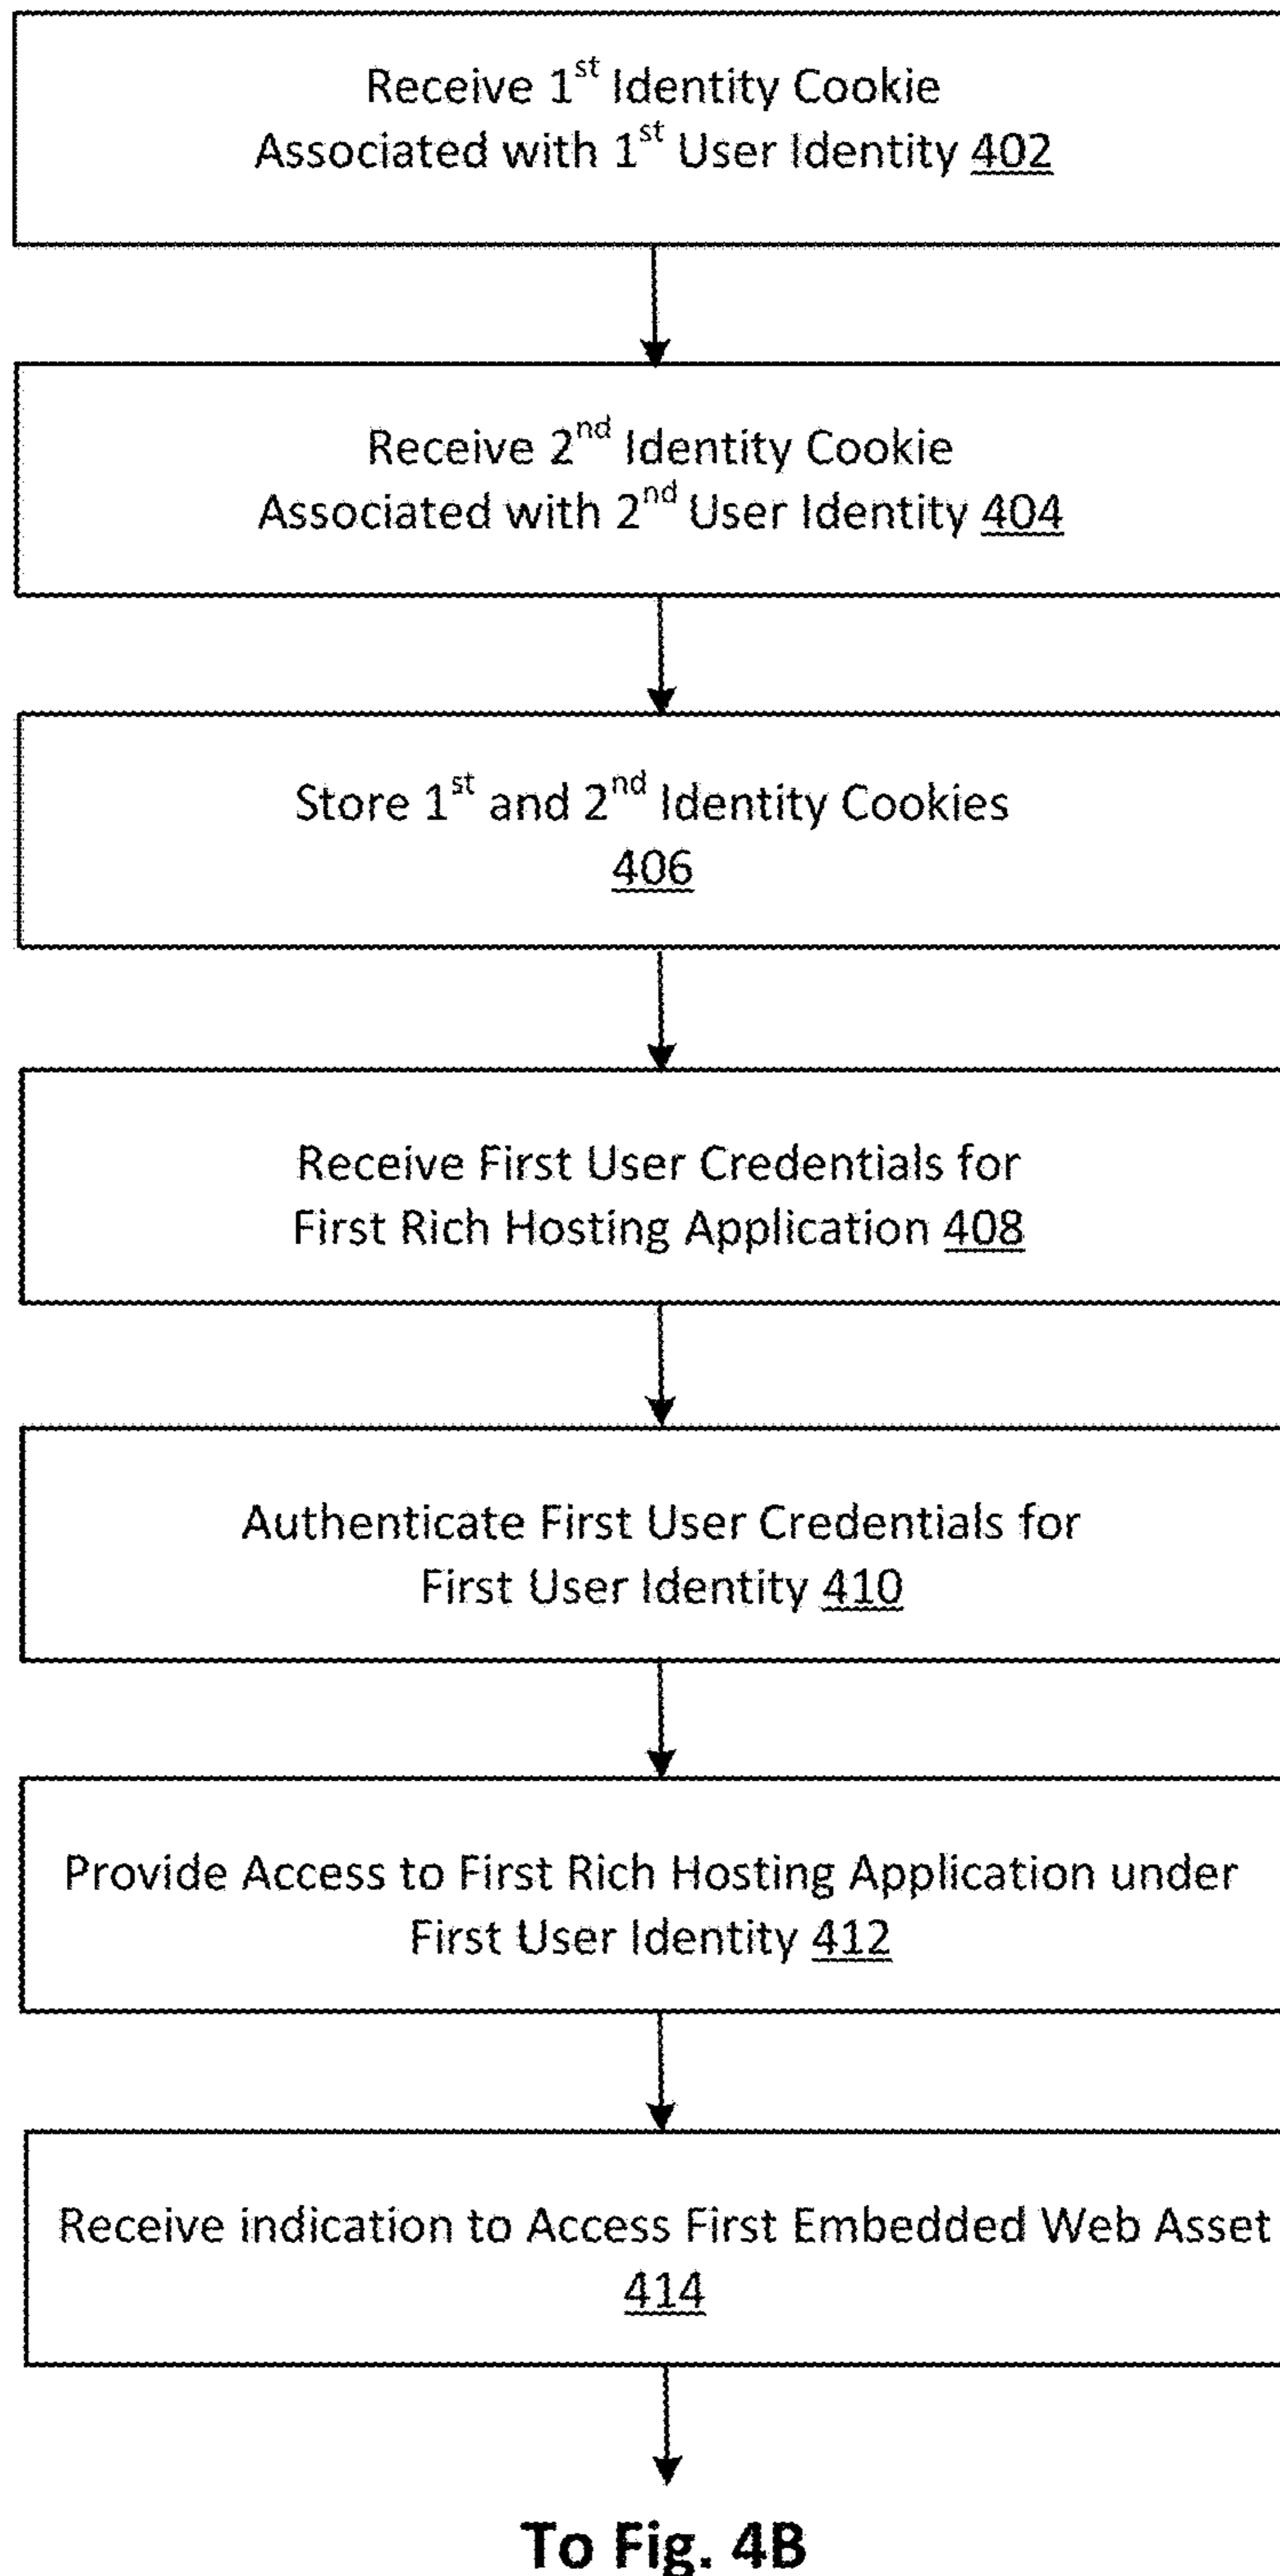 Receive 1st Identity Cookie
Associated with 1st User Identity 402
Receive 2nd Identity Cookie
Associated with 2nd User Identity 404
Store 1st and 2nd Identity Cookies
406
Receive First User Credentials for
First Rich Hosting Application 408
Authenticate First User Credentials for
First User Identity 410
Provide Access to First Rich Hosting Application under
First User Identity 412
Receive indication to Access First Embedded Web Asset
414
To Fig. 4B